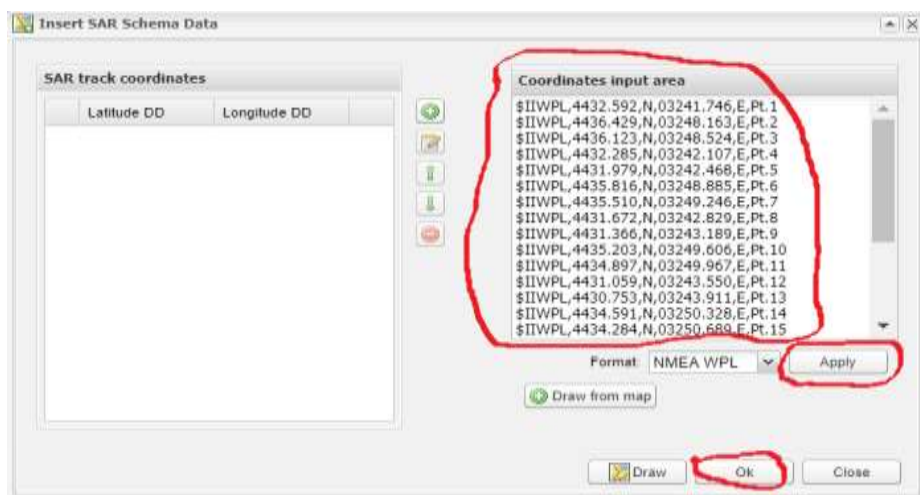 Insert SAR Schema Data
SAR track coordinates
Latitude DD Longitude DD
Coordinates input area
$IIWPL,4432.592,N,03241.746,E,Pt.1
$IIWPL,4436.429,N,03248.163,E,Pt.2
$IIWPL,4436.123,N,03248.524,E,Pt.3
$IIWPL,4432.285,N,03242.107,E,Pt.4
$IIWPL,4431.979,N,03242.468,E,Pt.5
$IIWPL,4435.816,N,03248.885,E,Pt.6
$IIWPL,4435.510,N,03249.246,E,Pt.7
$IIWPL,4431.672,N,03242.829,E,Pt.8
$IIWPL,4431.366,N,03243.189,E,Pt.9
$IIWPL,4435.203,N,03249.606,E,Pt.10
$IIWPL,4434.897,N,03249.967,E,Pt.11
$IIWPL,4431.059,N,03243.550,E,Pt.12
$IIWPL,4430.753,N,03243.911,E,Pt.13
$IIWPL,4434.591,N,03250.328,E,Pt.14
$IIWPL,4434.284,N,03250.689,E,Pt.15
Format NMEA WPL Apply
Draw from map
Draw Ok Close